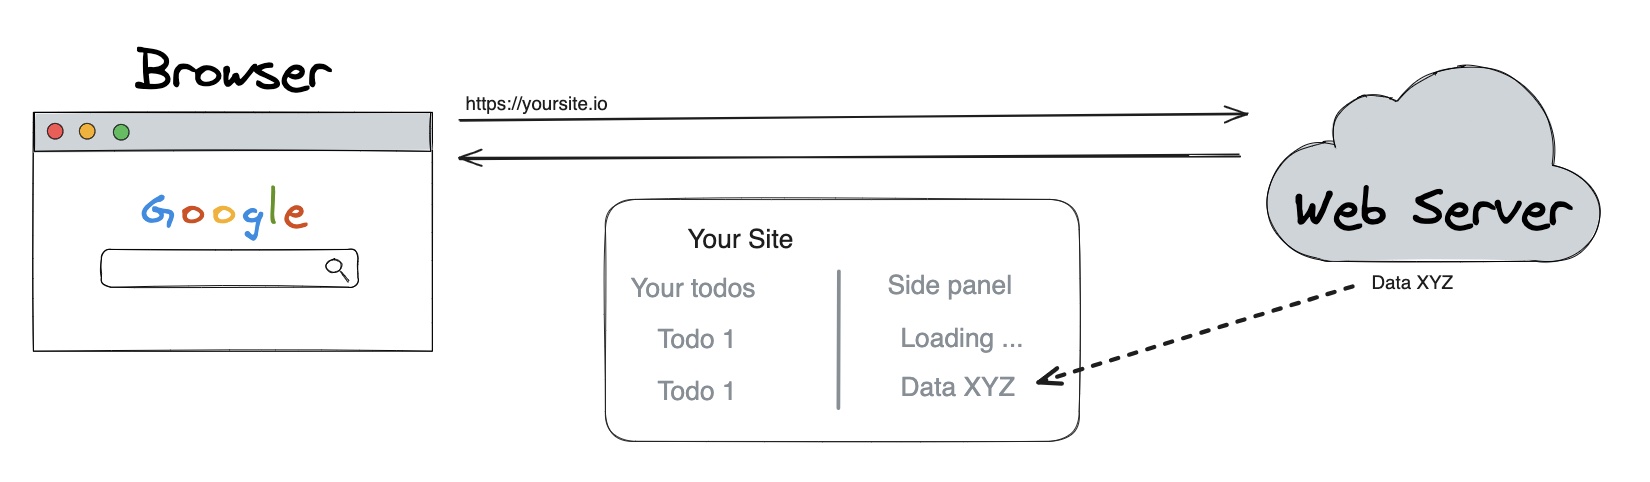 Browser
https://yoursite.io
Google
Web Server
Your Site
Your todos
Todo 1
Todo 1
Side panel
Loading ...
Data XYZ
Data XYZ